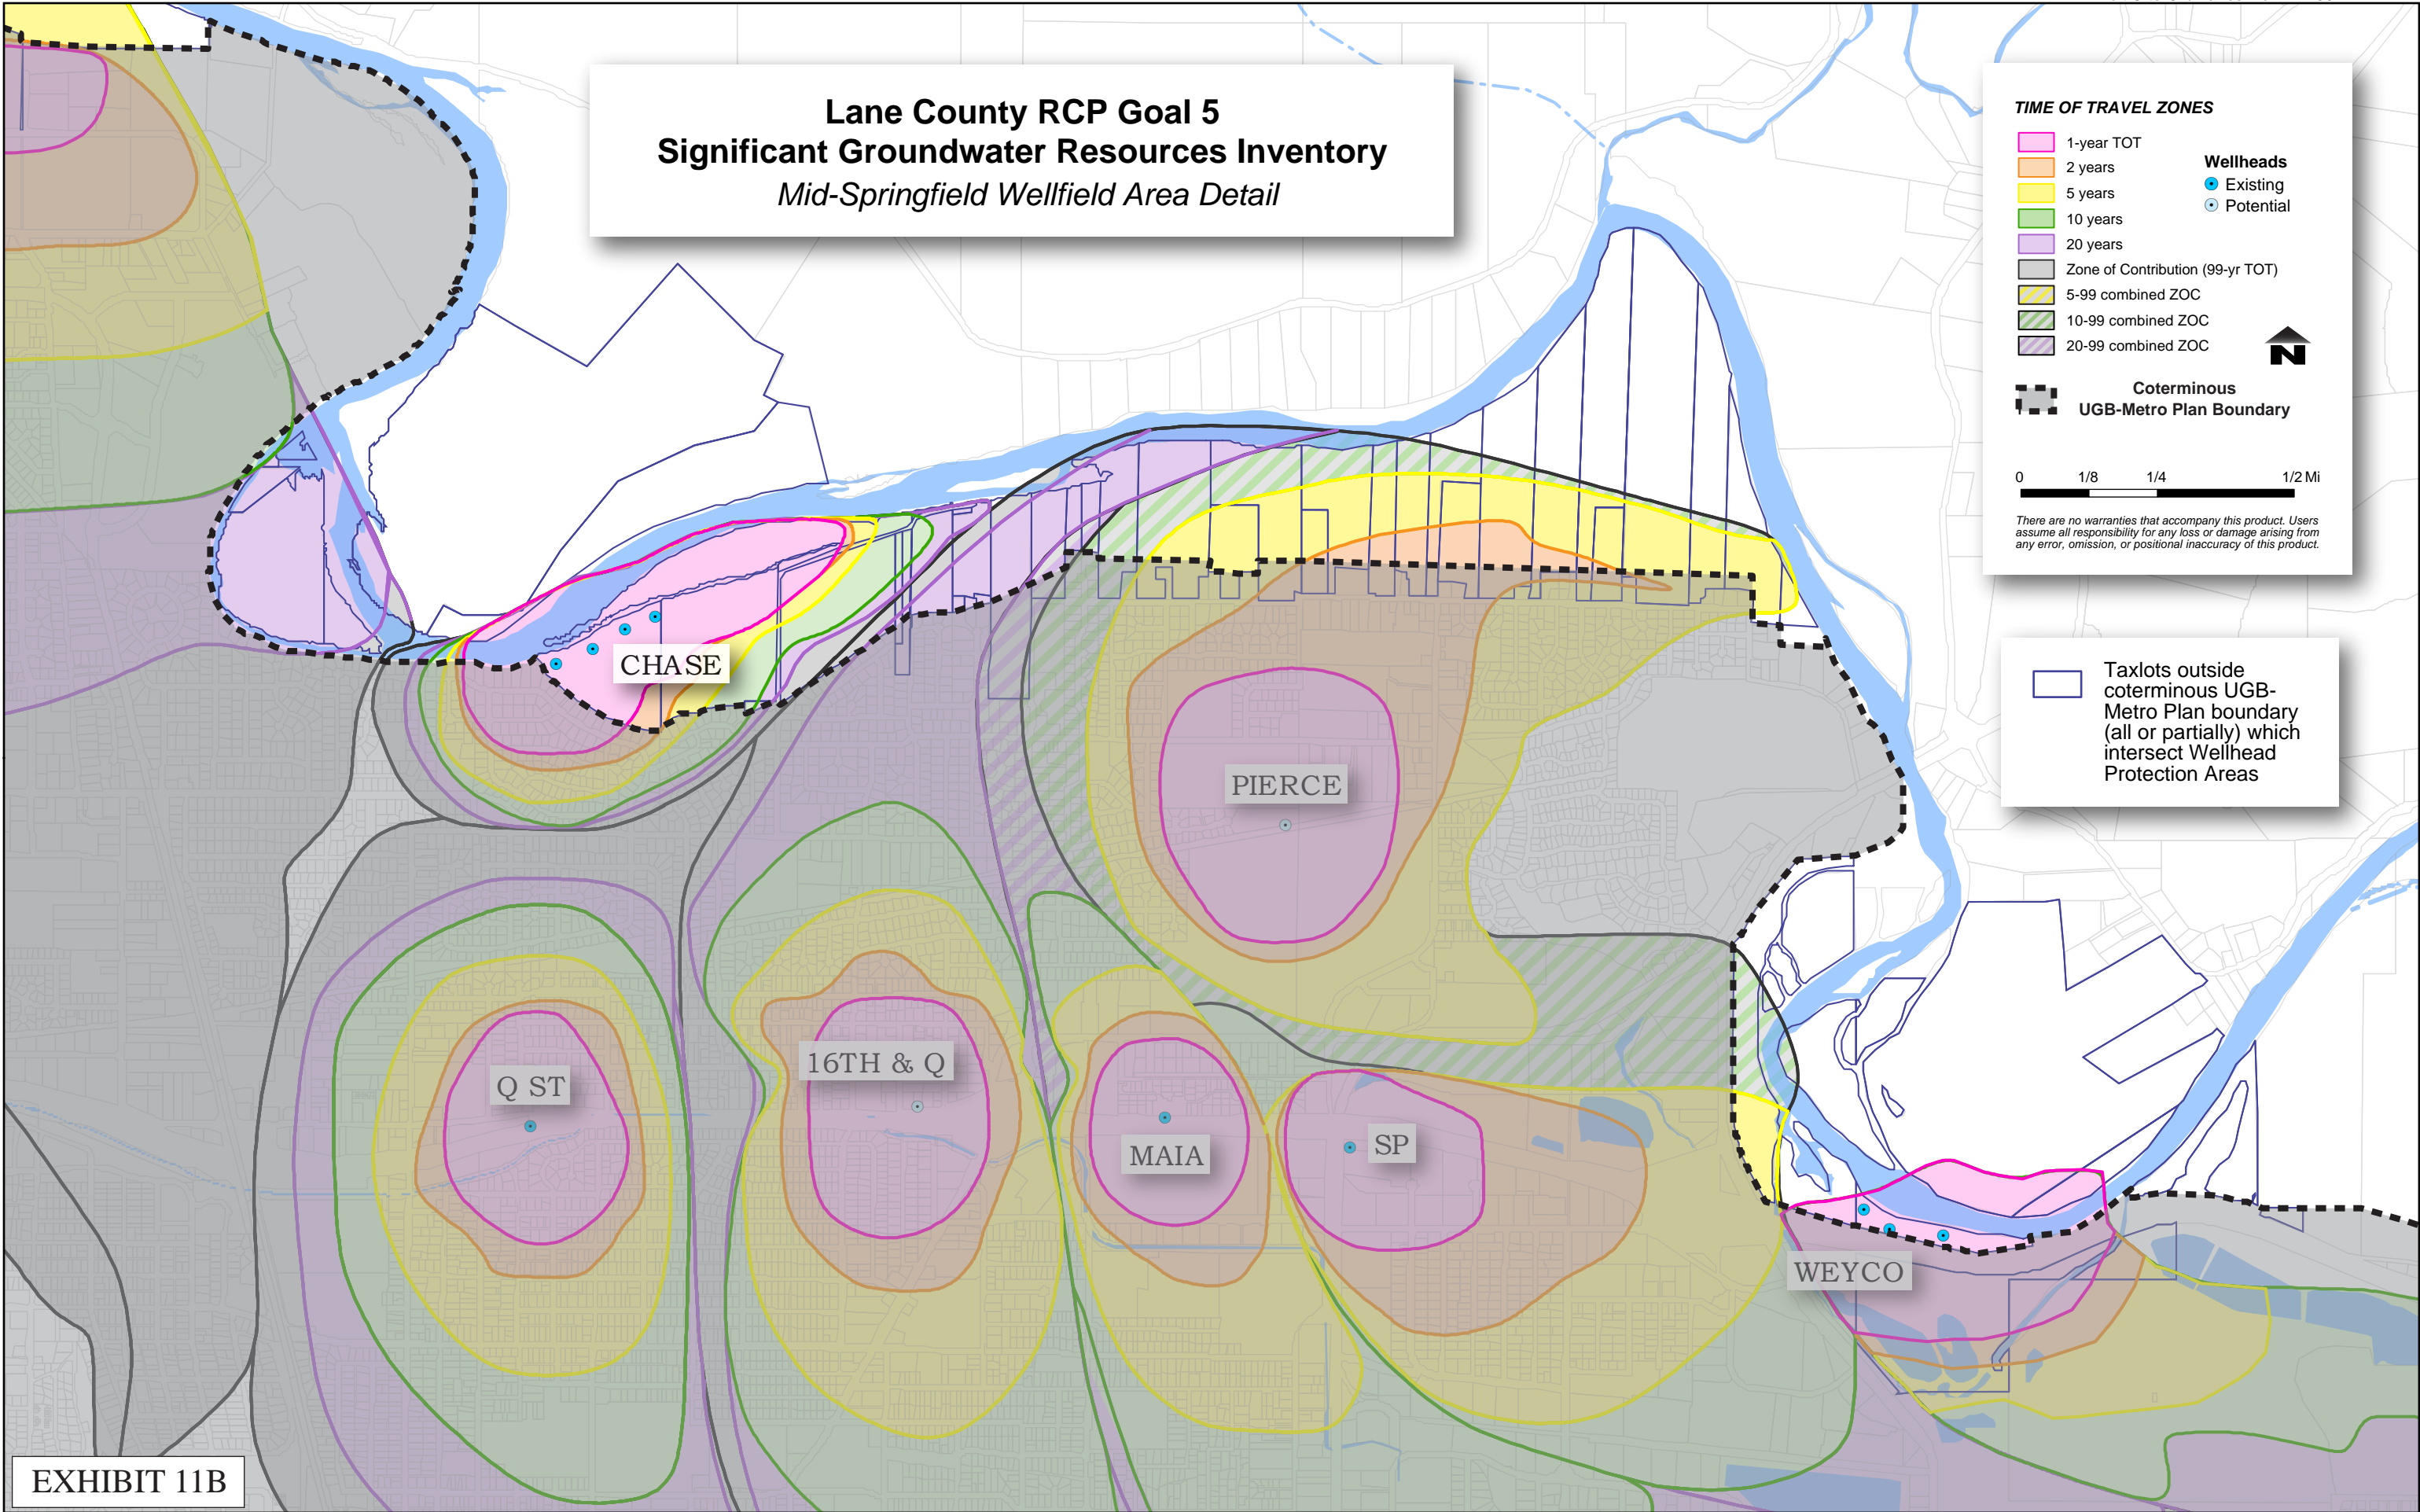 Lane County RCP Goal 5
Significant Groundwater Resources Inventory
Mid-Springfield Wellfield Area Detail
TIME OF TRAVEL ZONES
1-year TOT
2 years
5 years
10 years
20 years
Zone of Contribution (99-yr TOT)
5-99 combined ZOC
10-99 combined ZOC
20-99 combined ZOC
Wellheads
Existing
Potential
N
Coterminous
UGB-Metro Plan Boundary
0 1/8 1/4 1/2 Mi
There are no warranties that accompany this product. Users
assume all responsibility for any loss or damage arising from
any error, omission, or positional inaccuracy of this product.
Taxlots outside
coterminous UGB-
Metro Plan boundary
(all or partially) which
intersect Wellhead
Protection Areas
CHASE
PIERCE
Q ST
16TH & Q
MAIA
SP
WEYCO
EXHIBIT 11B